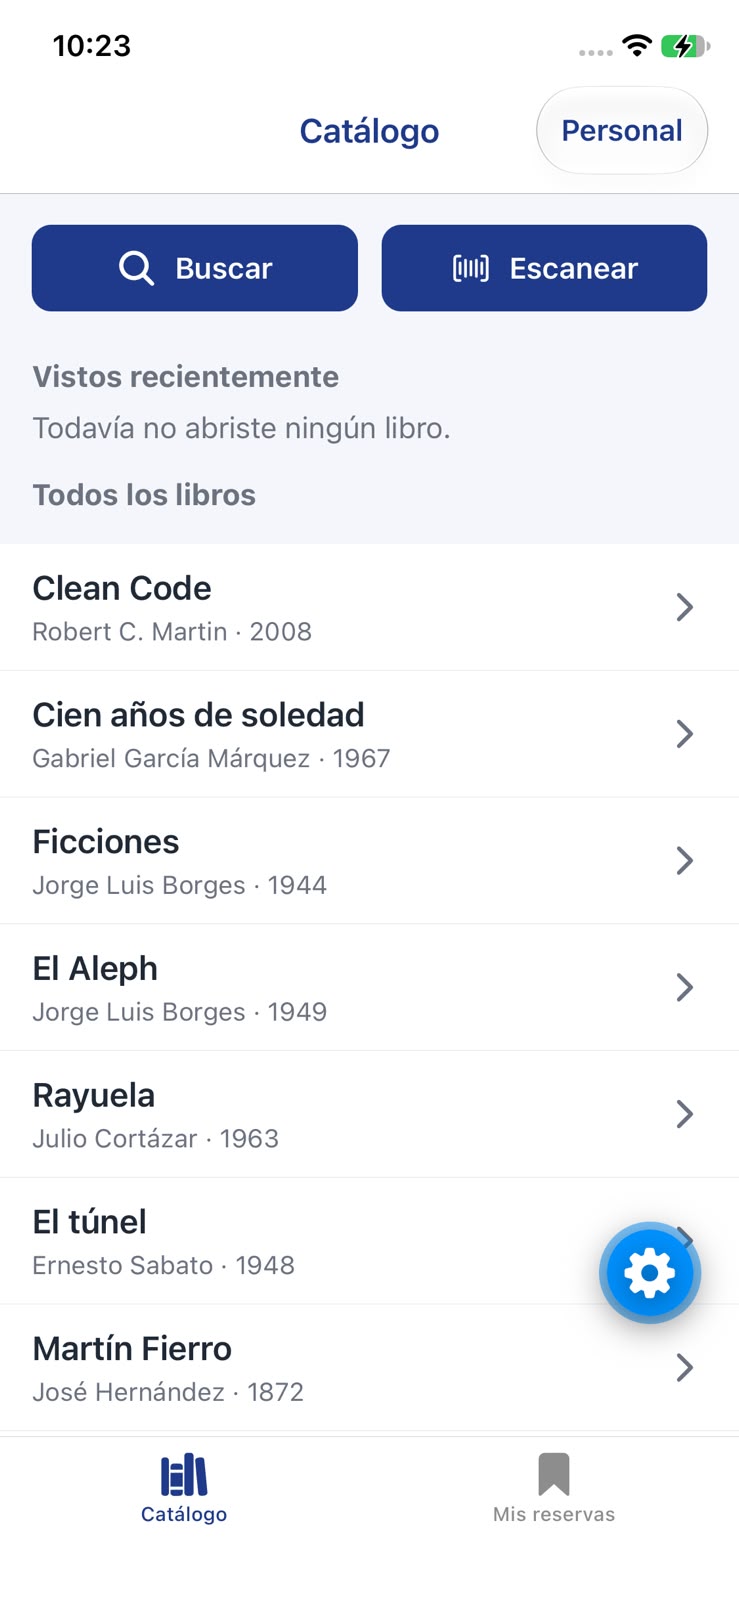 10:23
Catálogo
Personal
Buscar
Escanear
Vistos recientemente
Todavía no abriste ningún libro.
Todos los libros
Clean Code
Robert C. Martin · 2008
Cien años de soledad
Gabriel García Márquez · 1967
Ficciones
Jorge Luis Borges · 1944
El Aleph
Jorge Luis Borges · 1949
Rayuela
Julio Cortázar · 1963
El túnel
Ernesto Sabato · 1948
Martín Fierro
José Hernández · 1872
Catálogo
Mis reservas